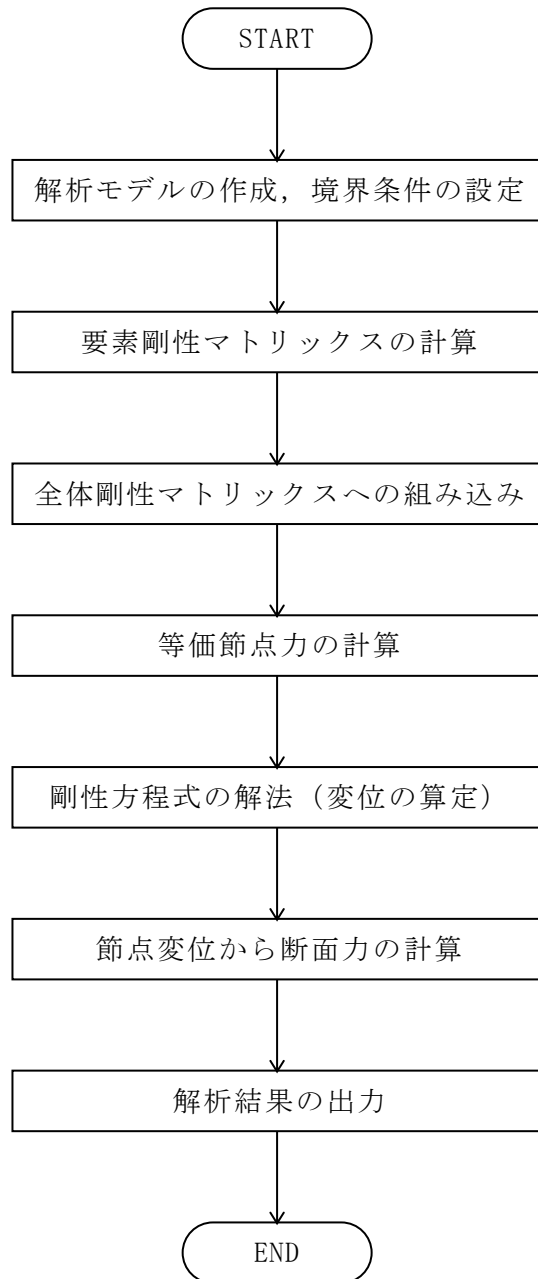 START
解析モデルの作成，境界条件の設定
要素剛性マトリックスの計算
全体剛性マトリックスへの組み込み
等価節点力の計算
剛性方程式の解法（変位の算定）
節点変位から断面力の計算
解析結果の出力
END